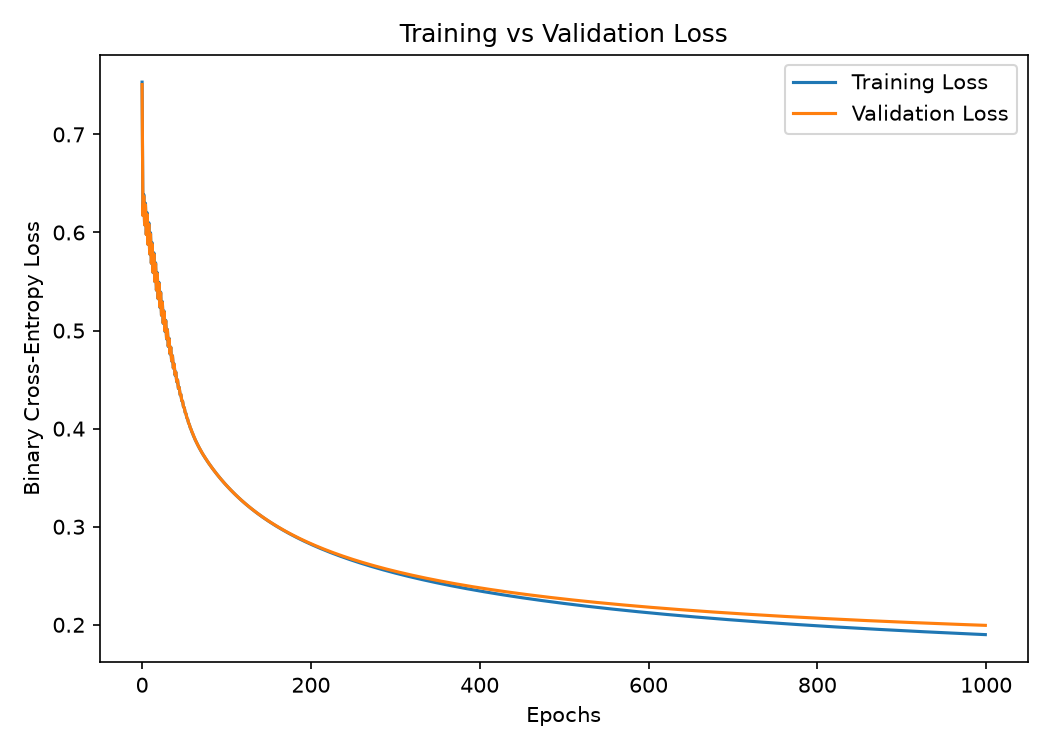 Training vs Validation Loss
Training Loss
Validation Loss
Binary Cross-Entropy Loss
0.7
0.6
0.5
0.4
0.3
0.2
0 200 400 600 800 1000
Epochs